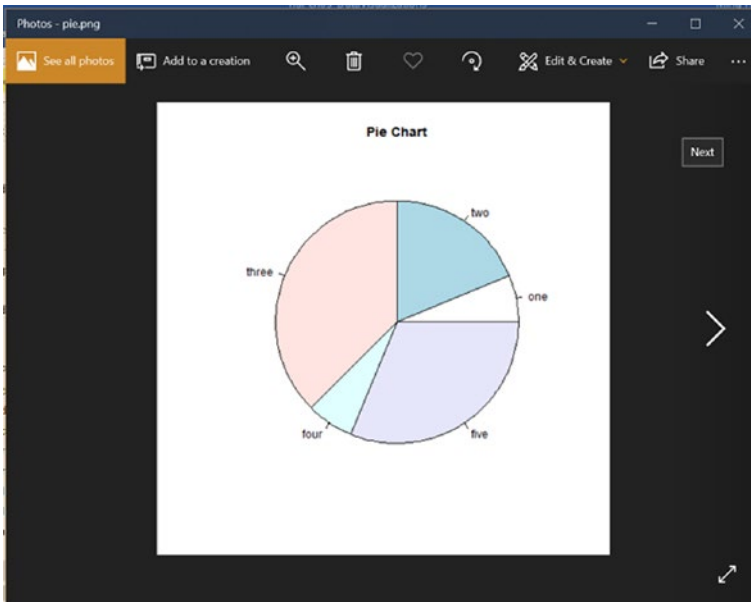 Photos - pie.png
See all photos
Add to a creation
Edit & Create
Share
Pie Chart
Next
two
three
one
four
five